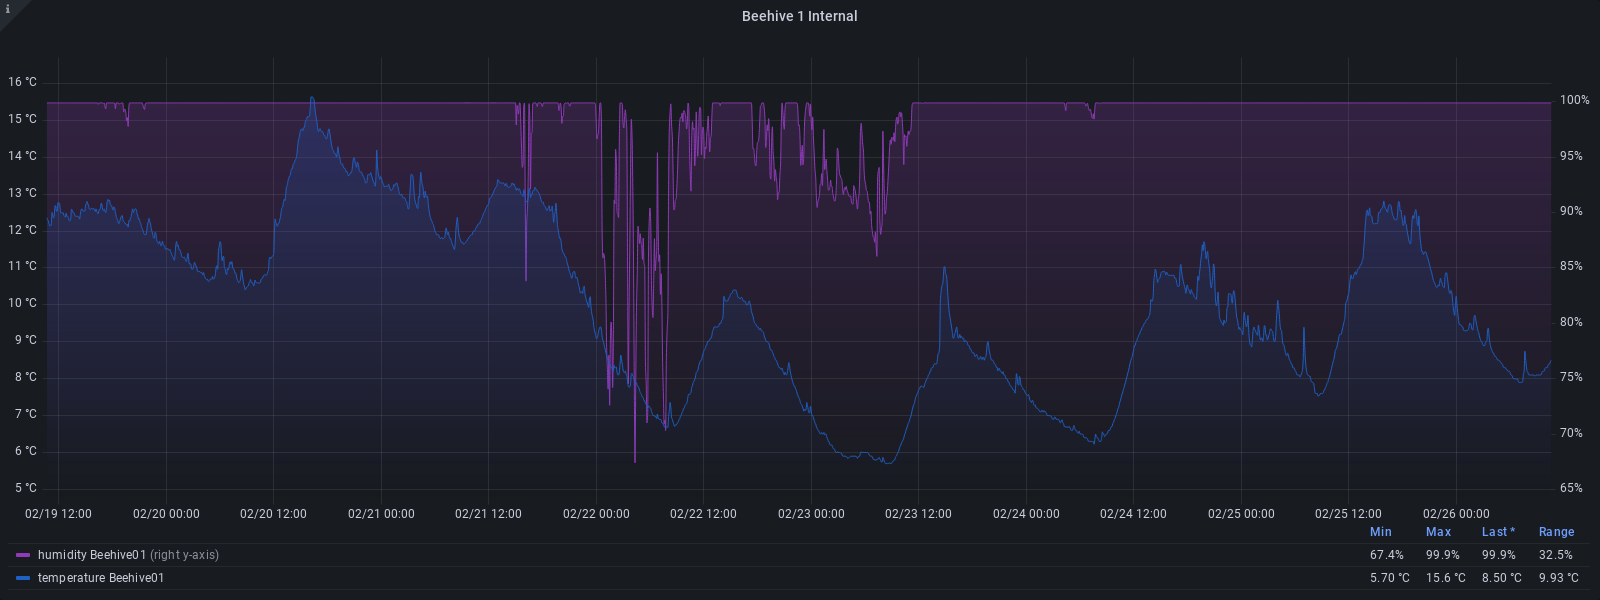 i
Beehive 1 Internal
16 °C
15 °C
14 °C
13 °C
12 °C
11 °C
10 °C
9 °C
8 °C
7 °C
6 °C
5 °C
100%
95%
90%
85%
80%
75%
70%
65%
02/19 12:00 02/20 00:00 02/20 12:00 02/21 00:00 02/21 12:00 02/22 00:00 02/22 12:00 02/23 00:00 02/23 12:00 02/24 00:00 02/24 12:00 02/25 00:00 02/25 12:00 02/26 00:00
Min Max Last * Range
humidity Beehive01 (right y-axis) 67.4% 99.9% 99.9% 32.5%
temperature Beehive01 5.70 °C 15.6 °C 8.50 °C 9.93 °C